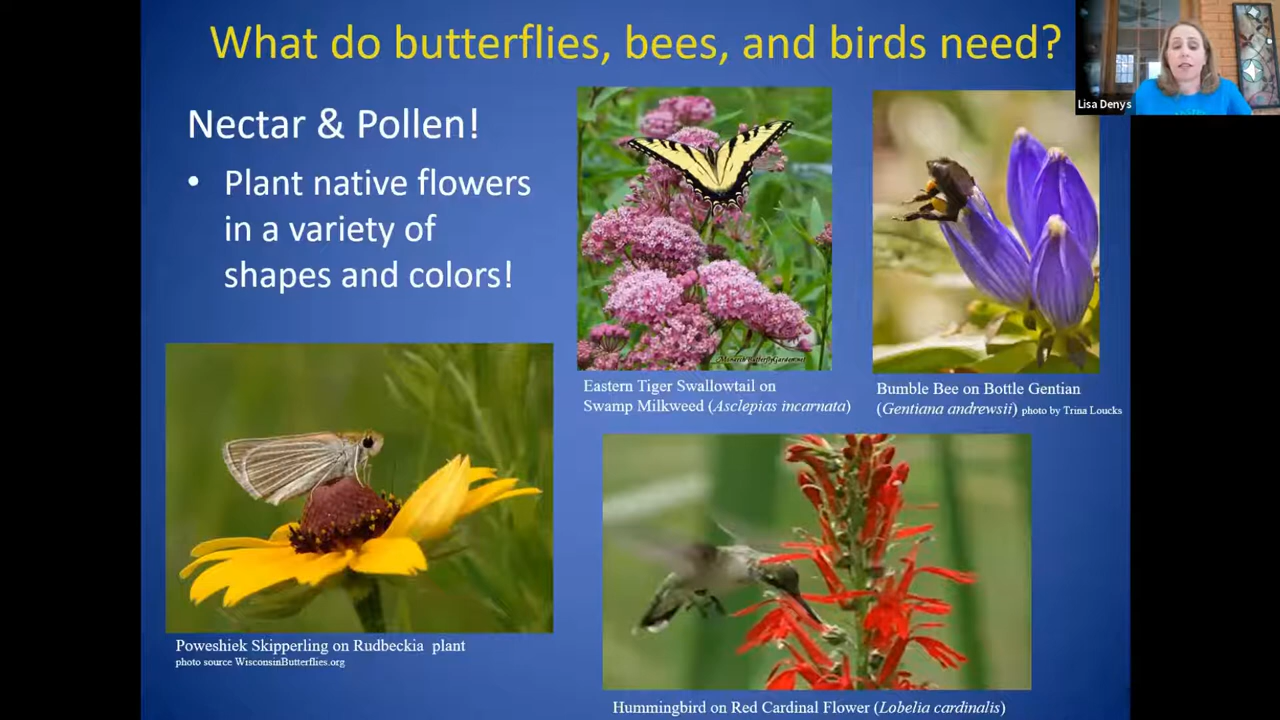 What do butterflies, bees, and birds need?
Lisa Denys
Nectar & Pollen!
• Plant native flowers
in a variety of
shapes and colors!
MonarchButterflyGarden.net
Eastern Tiger Swallowtail on
Swamp Milkweed (Asclepias incarnata)
Bumble Bee on Bottle Gentian
(Gentiana andrewsii) photo by Trina Loucks
Poweshiek Skipperling on Rudbeckia plant
photo source WisconsinButterflies.org
Hummingbird on Red Cardinal Flower (Lobelia cardinalis)